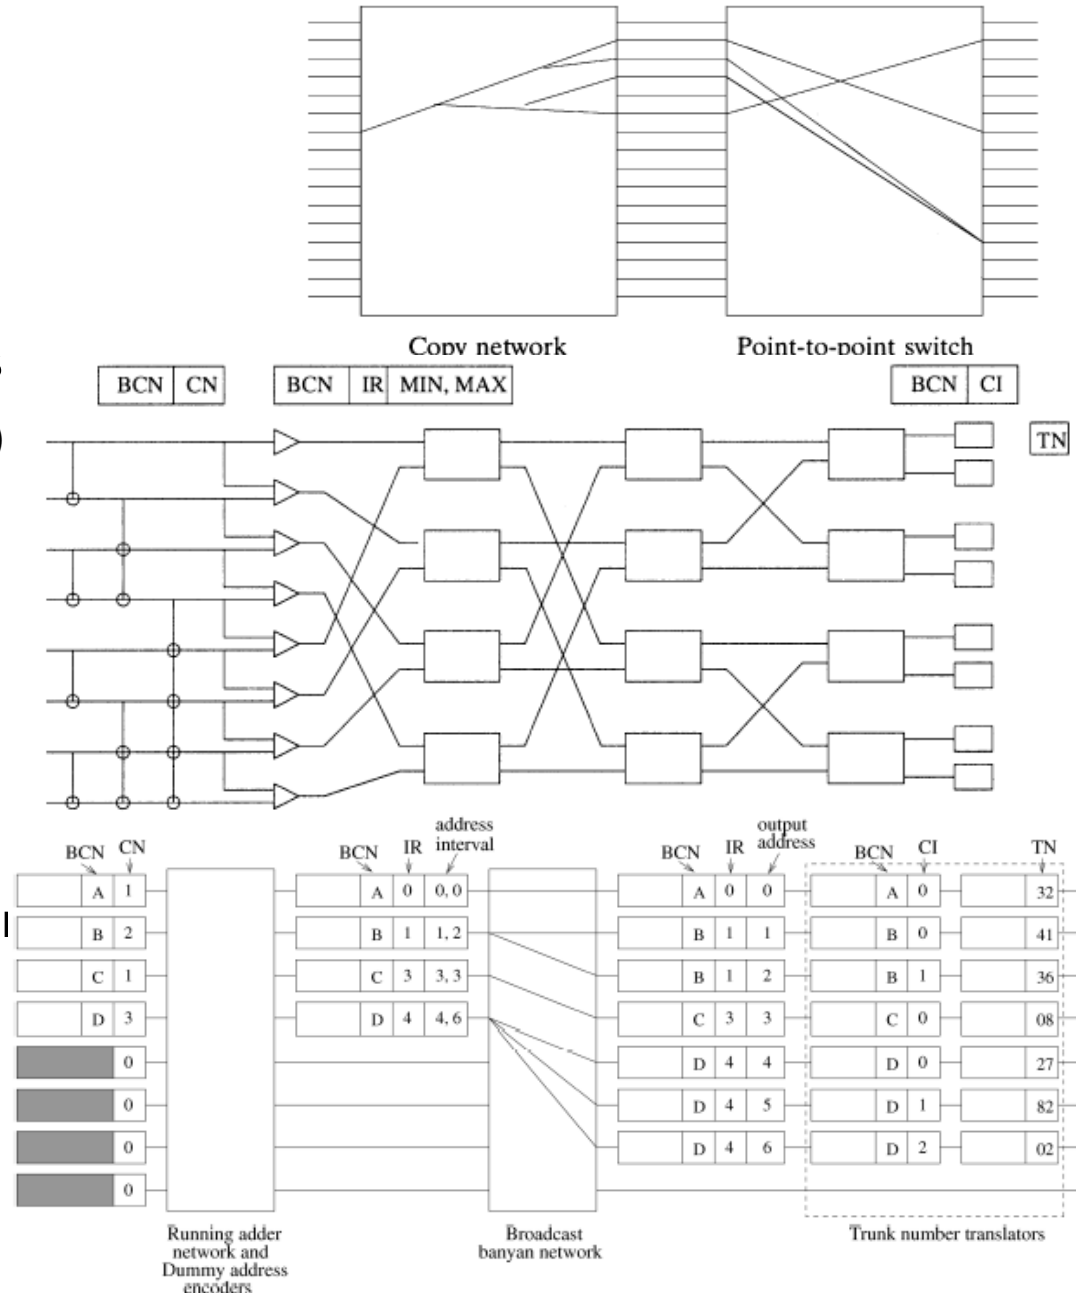 Copy network Point-to-point switch
BCN CN BCN IR MIN, MAX BCN CI
TN
address interval
output address
BCN CN BCN IR BCN IR BCN CI TN
A 1 A 0 0, 0 A 0 0 A 0 32
B 2 B 1 1, 2 B 1 1 B 0 41
C 1 C 3 3, 3 B 1 2 B 1 36
D 3 D 4 4, 6 C 3 3 C 0 08
0 D 4 4 D 0 27
0 D 4 5 D 1 82
0 D 4 6 D 2 02
0
Running adder
network and
Dummy address
encoders
Broadcast
banyan network
Trunk number translators